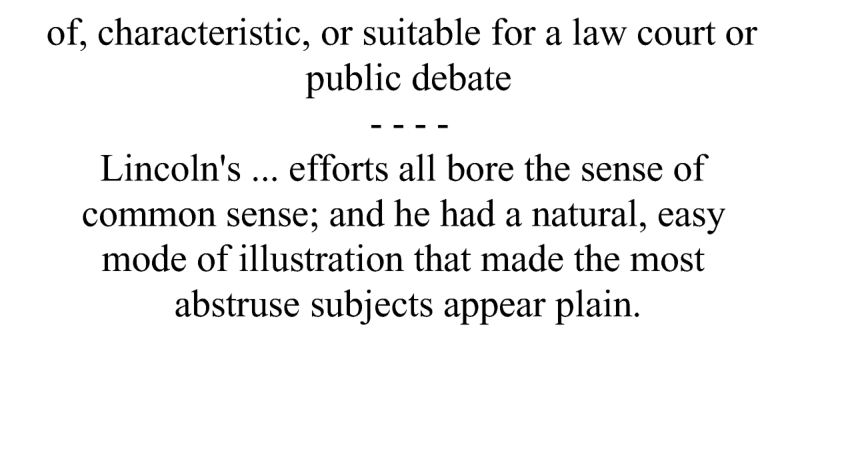 of, characteristic, or suitable for a law court or
public debate
- - - -
Lincoln's ... efforts all bore the sense of
common sense; and he had a natural, easy
mode of illustration that made the most
abstruse subjects appear plain.